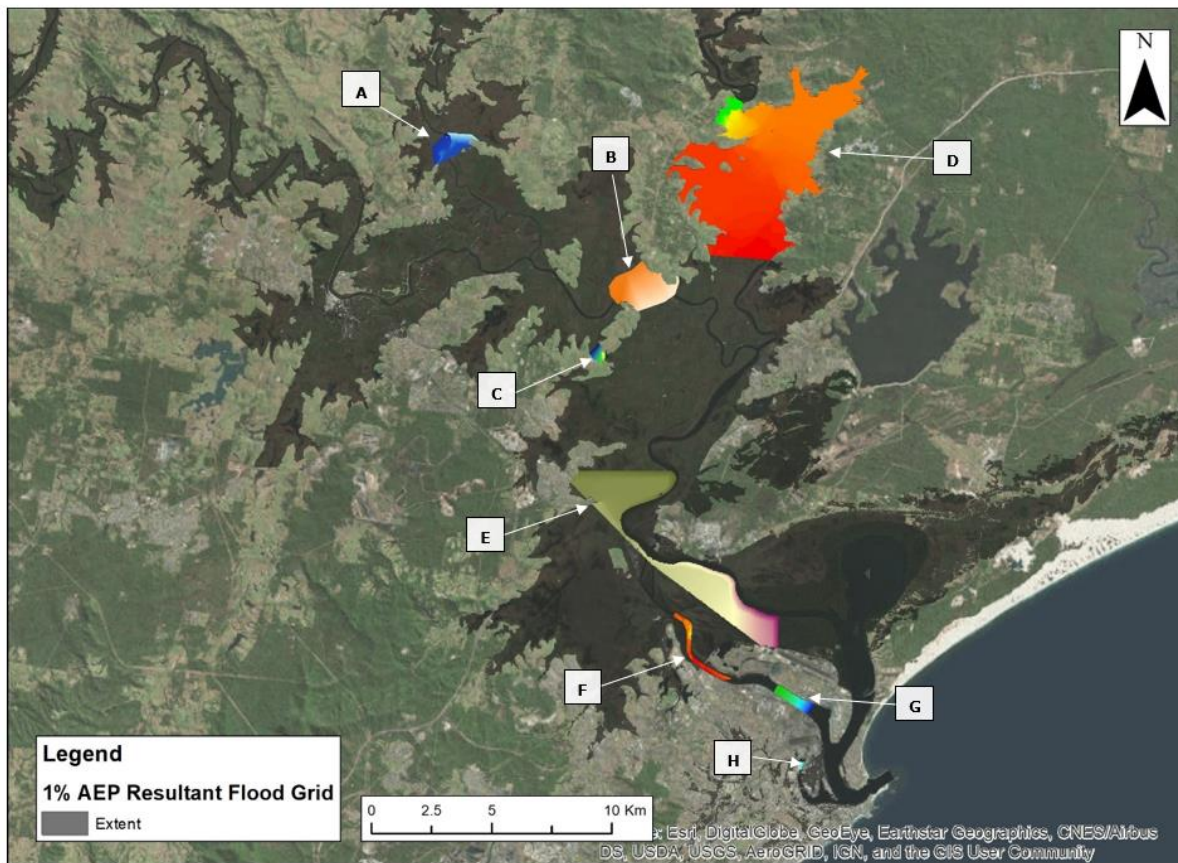 N
A
B
D
C
E
F
G
H
Legend
1% AEP Resultant Flood Grid
Extent
0 2.5 5 10 Km
e: Esri, DigitalGlobe, GeoEye, Earthstar Geographics, CNES/Airbus
DS, USDA, USGS, AeroGRID, IGN, and the GIS User Community